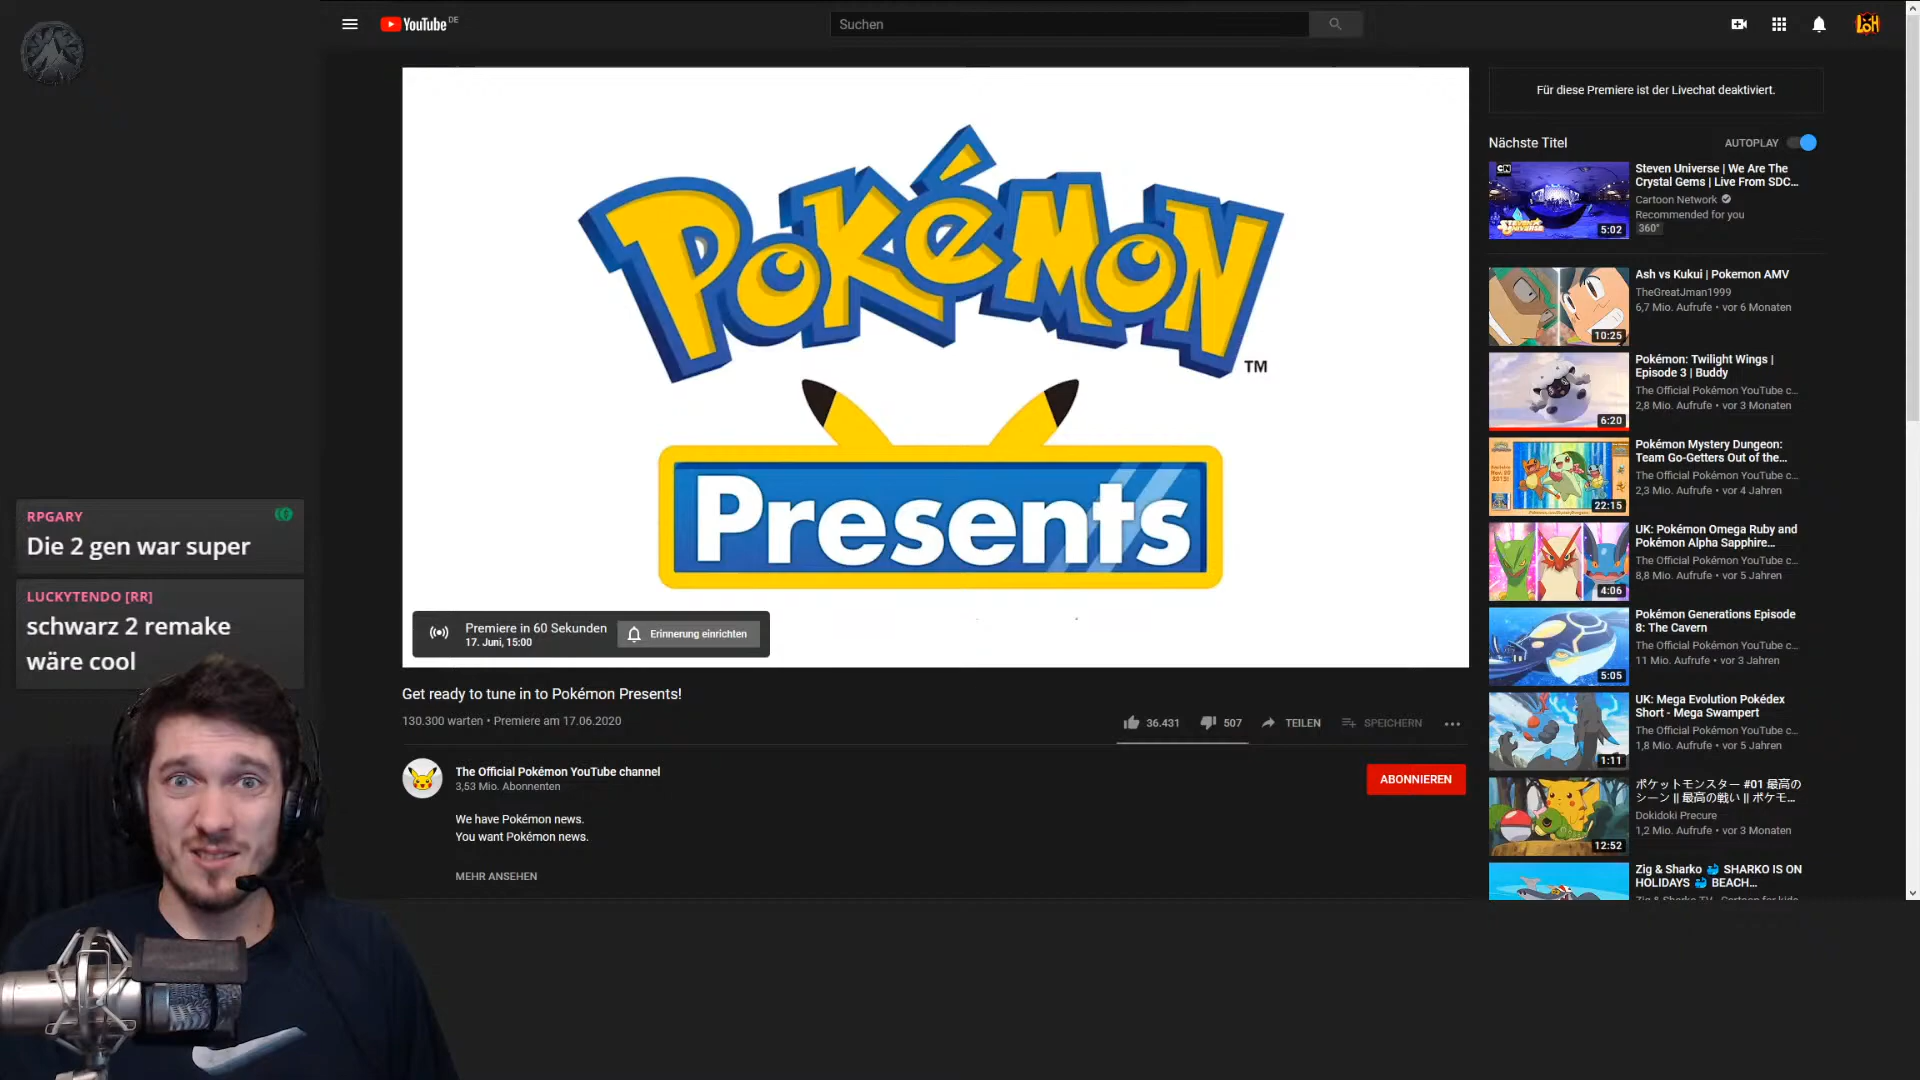 YouTube DE
Suchen
LOH
POKéMON
TM
Presents
Premiere in 60 Sekunden
17. Juni, 15:00
Erinnerung einrichten
Get ready to tune in to Pokémon Presents!
130.300 warten • Premiere am 17.06.2020
36.431
507
TEILEN
SPEICHERN
The Official Pokémon YouTube channel
3,53 Mio. Abonnenten
ABONNIEREN
We have Pokémon news.
You want Pokémon news.
MEHR ANSEHEN
RPGARY
Die 2 gen war super
LUCKYTENDO [RR]
schwarz 2 remake
wäre cool
Für diese Premiere ist der Livechat deaktiviert.
Nächste Titel
AUTOPLAY
CN
5:02
Steven Universe | We Are The
Crystal Gems | Live From SDC...
Cartoon Network
Recommended for you
360°
10:25
Ash vs Kukui | Pokemon AMV
TheGreatJman1999
6,7 Mio. Aufrufe • vor 6 Monaten
6:20
Pokémon: Twilight Wings |
Episode 3 | Buddy
The Official Pokémon YouTube c...
2,8 Mio. Aufrufe • vor 3 Monaten
22:15
Pokémon Mystery Dungeon:
Team Go-Getters Out of the...
The Official Pokémon YouTube c...
2,3 Mio. Aufrufe • vor 4 Jahren
4:06
UK: Pokémon Omega Ruby and
Pokémon Alpha Sapphire...
The Official Pokémon YouTube c...
8,8 Mio. Aufrufe • vor 5 Jahren
5:05
Pokémon Generations Episode
8: The Cavern
The Official Pokémon YouTube c...
11 Mio. Aufrufe • vor 3 Jahren
1:11
UK: Mega Evolution Pokédex
Short - Mega Swampert
The Official Pokémon YouTube c...
1,8 Mio. Aufrufe • vor 5 Jahren
12:52
ポケットモンスター #01 最高の
シーン || 最高の戦い || ポケモ...
Dokidoki Precure
1,2 Mio. Aufrufe • vor 3 Monaten
Zig & Sharko SHARKO IS ON
HOLIDAYS BEACH...
Zig & Sharko TV - Cartoon for kids